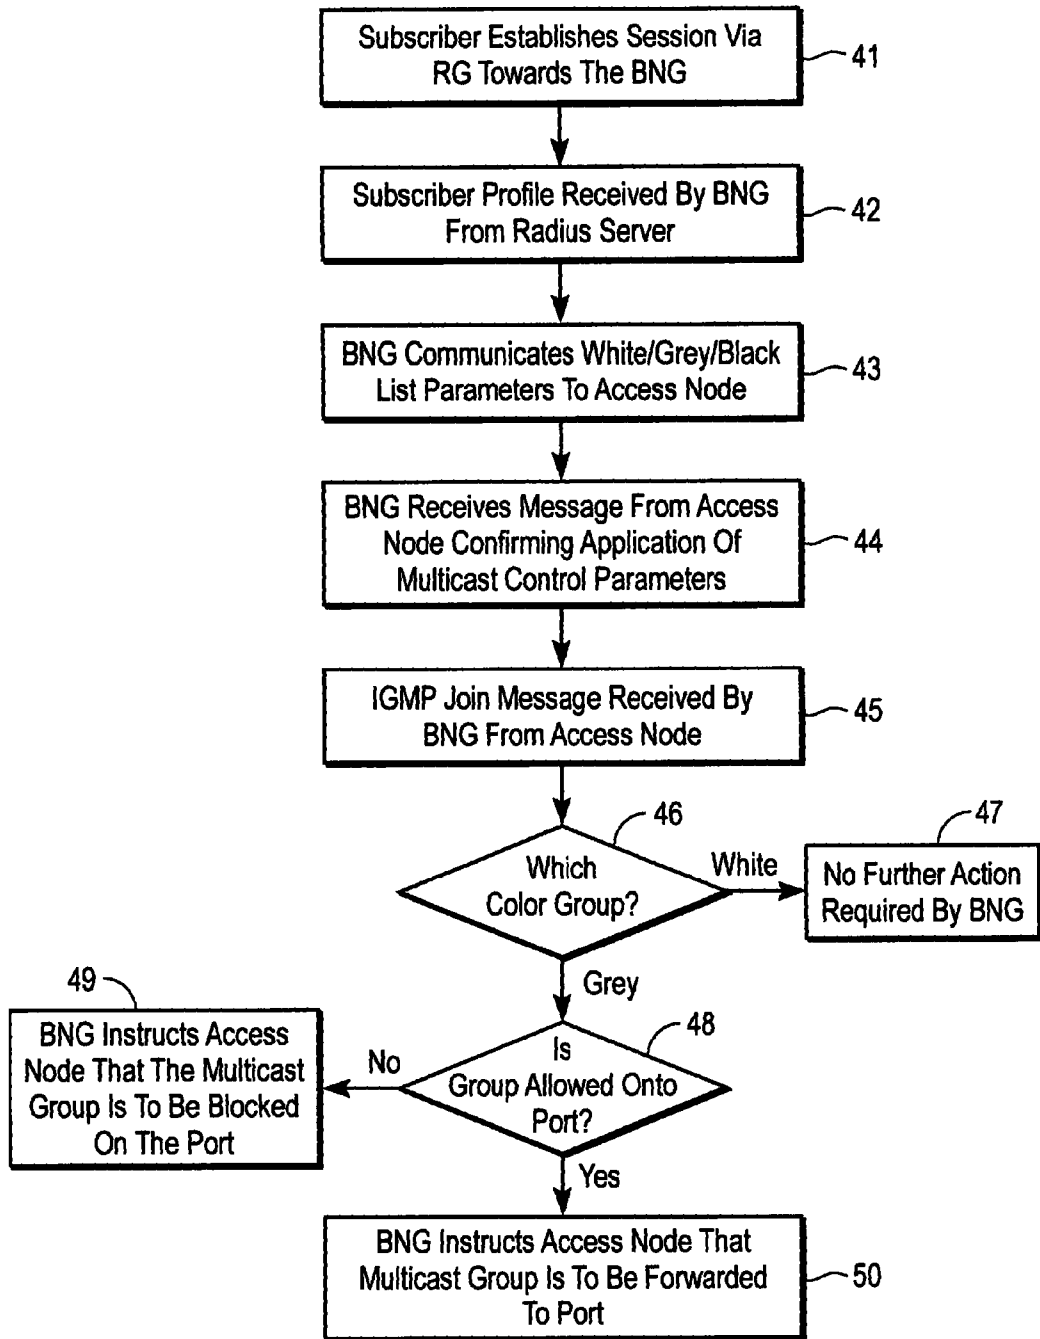 Subscriber Establishes Session Via
RG Towards The BNG
41
Subscriber Profile Received By BNG
From Radius Server
42
BNG Communicates White/Grey/Black
List Parameters To Access Node
43
BNG Receives Message From Access
Node Confirming Application Of
Multicast Control Parameters
44
IGMP Join Message Received By
BNG From Access Node
45
46
Which
Color Group?
White
47
No Further Action
Required By BNG
Grey
48
Is
Group Allowed Onto
Port?
No
49
BNG Instructs Access
Node That The Multicast
Group Is To Be Blocked
On The Port
Yes
BNG Instructs Access Node That
Multicast Group Is To Be Forwarded
To Port
50